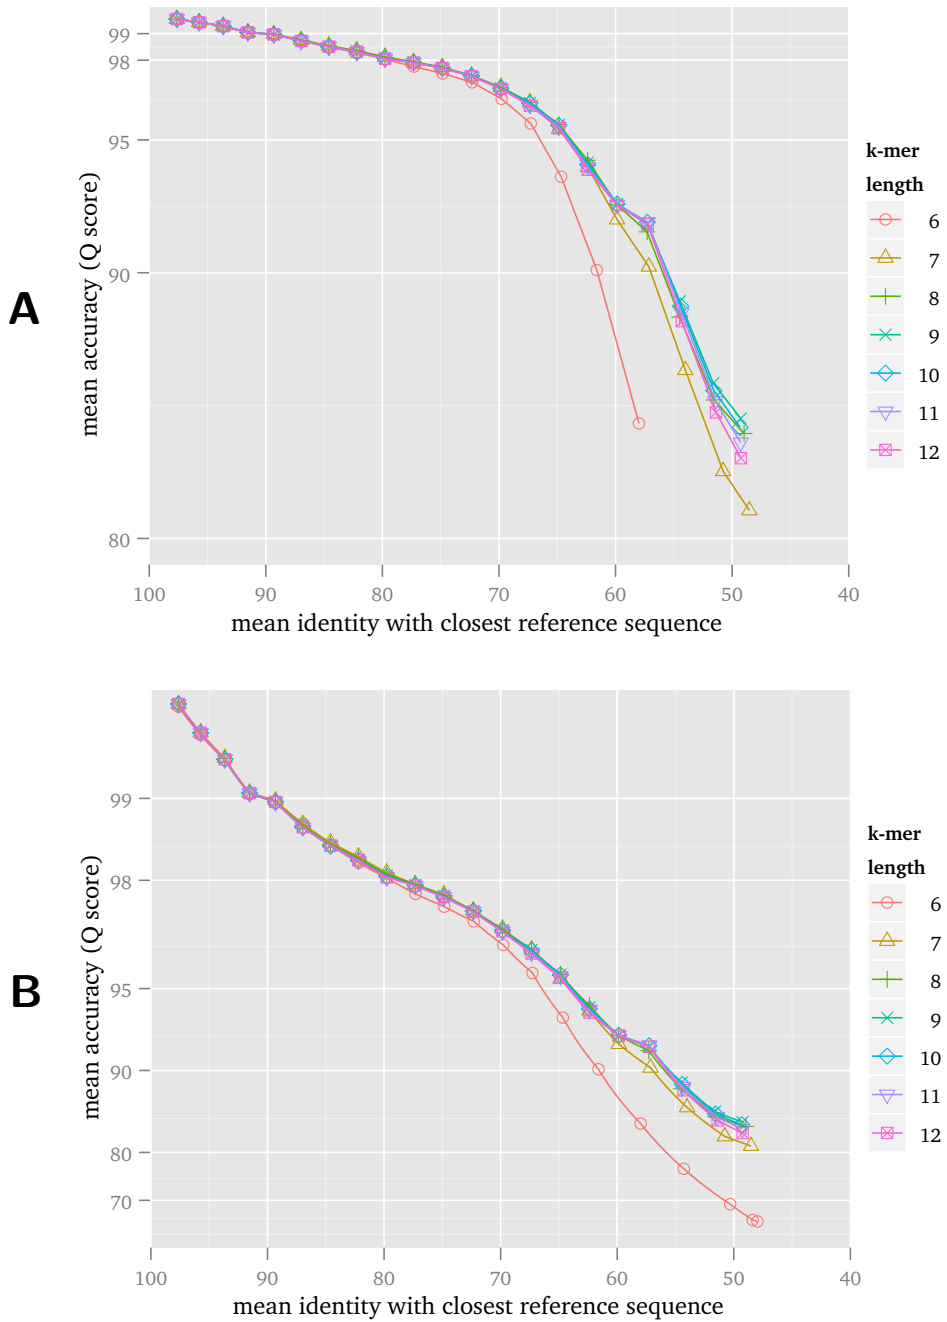 A
mean accuracy (Q score)
99
98
95
90
80
100 90 80 70 60 50 40
mean identity with closest reference sequence
k-mer
length
6
7
8
9
10
11
12
B
mean accuracy (Q score)
99
98
95
90
80
70
100 90 80 70 60 50 40
mean identity with closest reference sequence
k-mer
length
6
7
8
9
10
11
12